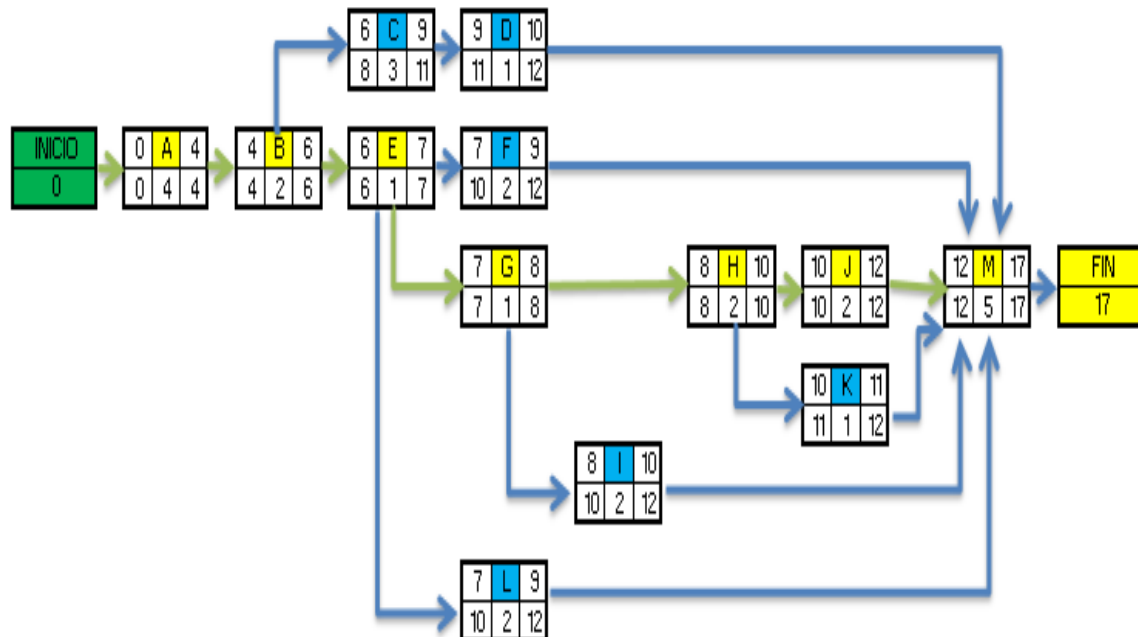 6 C 9
8 3 11
9 D 10
11 1 12
INICIO
0
0 A 4
0 4 4
4 B 6
4 2 6
6 E 7
6 1 7
7 F 9
10 2 12
7 G 8
7 1 8
8 H 10
8 2 10
10 J 12
10 2 12
12 M 17
12 5 17
FIN
17
10 K 11
11 1 12
8 I 10
10 2 12
7 L 9
10 2 12